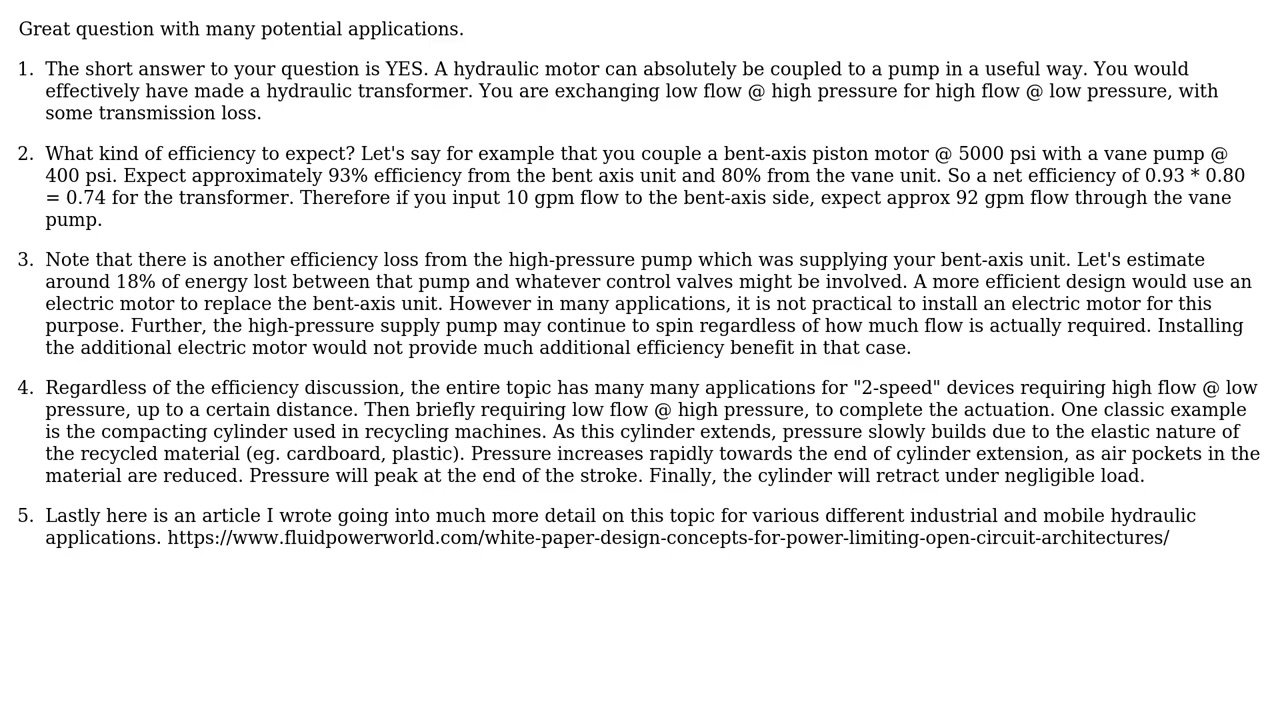 Great question with many potential applications.
1. The short answer to your question is YES. A hydraulic motor can absolutely be coupled to a pump in a useful way. You would
effectively have made a hydraulic transformer. You are exchanging low flow @ high pressure for high flow @ low pressure, with
some transmission loss.
2. What kind of efficiency to expect? Let's say for example that you couple a bent-axis piston motor @ 5000 psi with a vane pump @
400 psi. Expect approximately 93% efficiency from the bent axis unit and 80% from the vane unit. So a net efficiency of 0.93 * 0.80
= 0.74 for the transformer. Therefore if you input 10 gpm flow to the bent-axis side, expect approx 92 gpm flow through the vane
pump.
3. Note that there is another efficiency loss from the high-pressure pump which was supplying your bent-axis unit. Let's estimate
around 18% of energy lost between that pump and whatever control valves might be involved. A more efficient design would use an
electric motor to replace the bent-axis unit. However in many applications, it is not practical to install an electric motor for this
purpose. Further, the high-pressure supply pump may continue to spin regardless of how much flow is actually required. Installing
the additional electric motor would not provide much additional efficiency benefit in that case.
4. Regardless of the efficiency discussion, the entire topic has many many applications for "2-speed" devices requiring high flow @ low
pressure, up to a certain distance. Then briefly requiring low flow @ high pressure, to complete the actuation. One classic example
is the compacting cylinder used in recycling machines. As this cylinder extends, pressure slowly builds due to the elastic nature of
the recycled material (eg. cardboard, plastic). Pressure increases rapidly towards the end of cylinder extension, as air pockets in the
material are reduced. Pressure will peak at the end of the stroke. Finally, the cylinder will retract under negligible load.
5. Lastly here is an article I wrote going into much more detail on this topic for various different industrial and mobile hydraulic
applications. https://www.fluidpowerworld.com/white-paper-design-concepts-for-power-limiting-open-circuit-architectures/